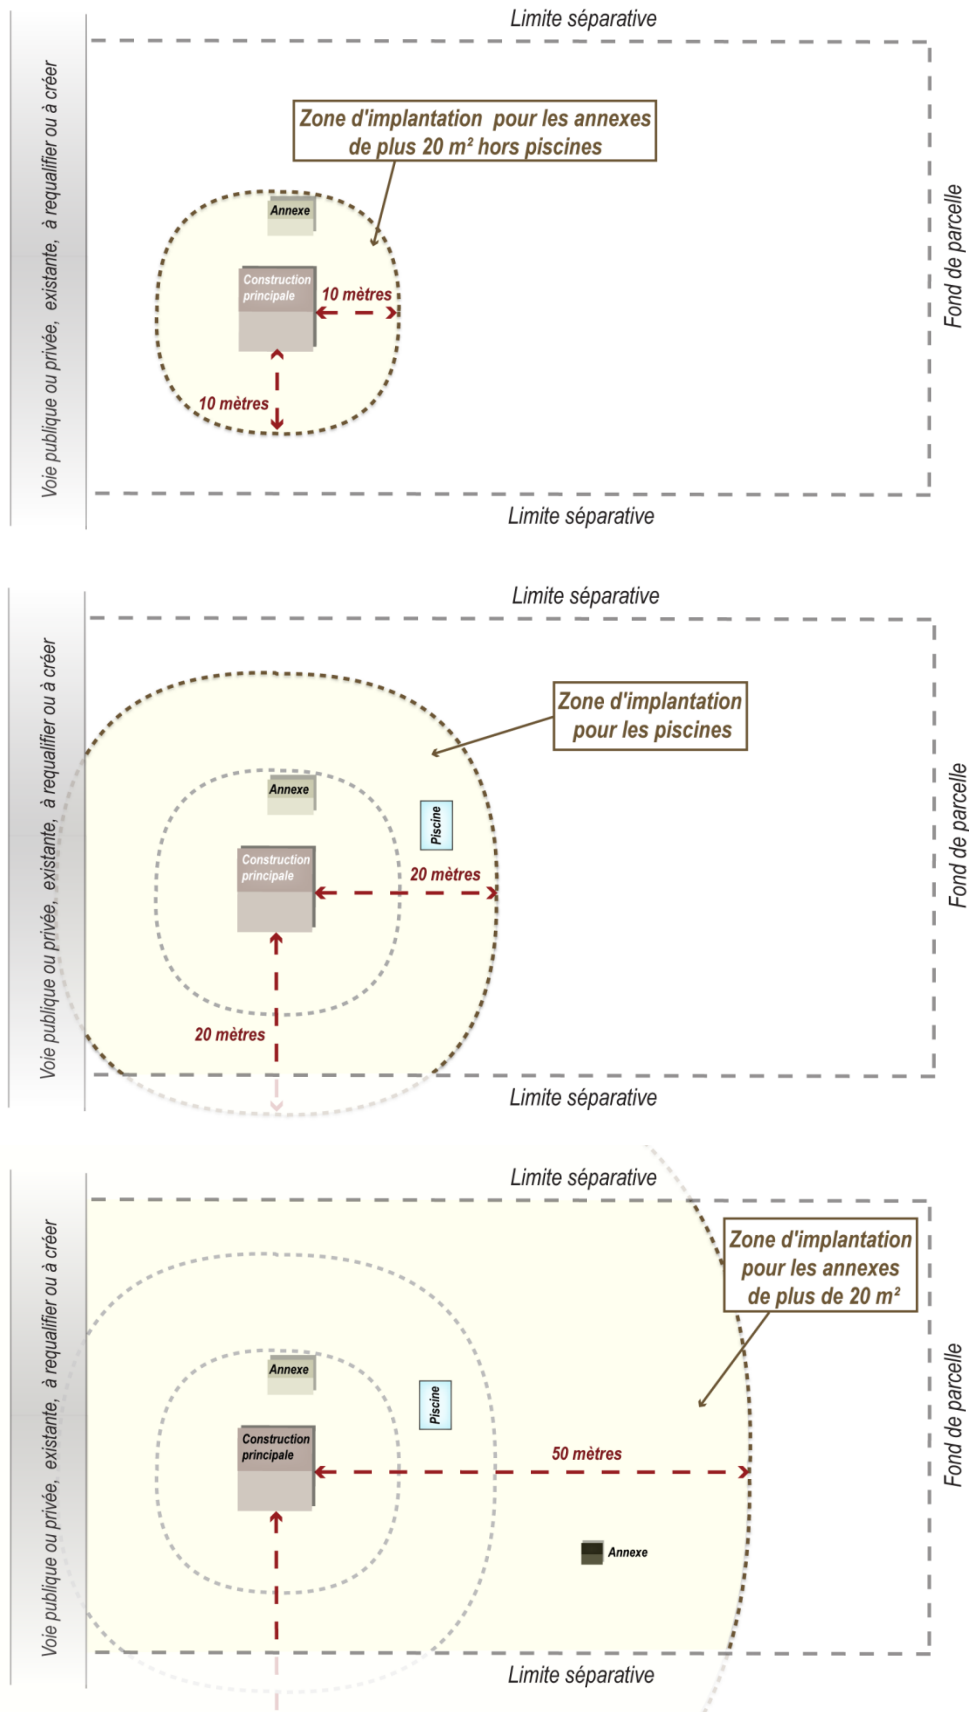 Limite séparative
Voie publique ou privée, existante, à requalifier ou à créer
Zone d'implantation pour les annexes
de plus 20 m² hors piscines
Annexe
Construction
principale
10 mètres
10 mètres
Fond de parcelle
Limite séparative
Limite séparative
Voie publique ou privée, existante, à requalifier ou à créer
Zone d'implantation
pour les piscines
Annexe
Piscine
Construction
principale
20 mètres
20 mètres
Fond de parcelle
Limite séparative
Limite séparative
Voie publique ou privée, existante, à requalifier ou à créer
Zone d'implantation
pour les annexes
de plus de 20 m²
Annexe
Piscine
Construction
principale
50 mètres
Annexe
Fond de parcelle
Limite séparative